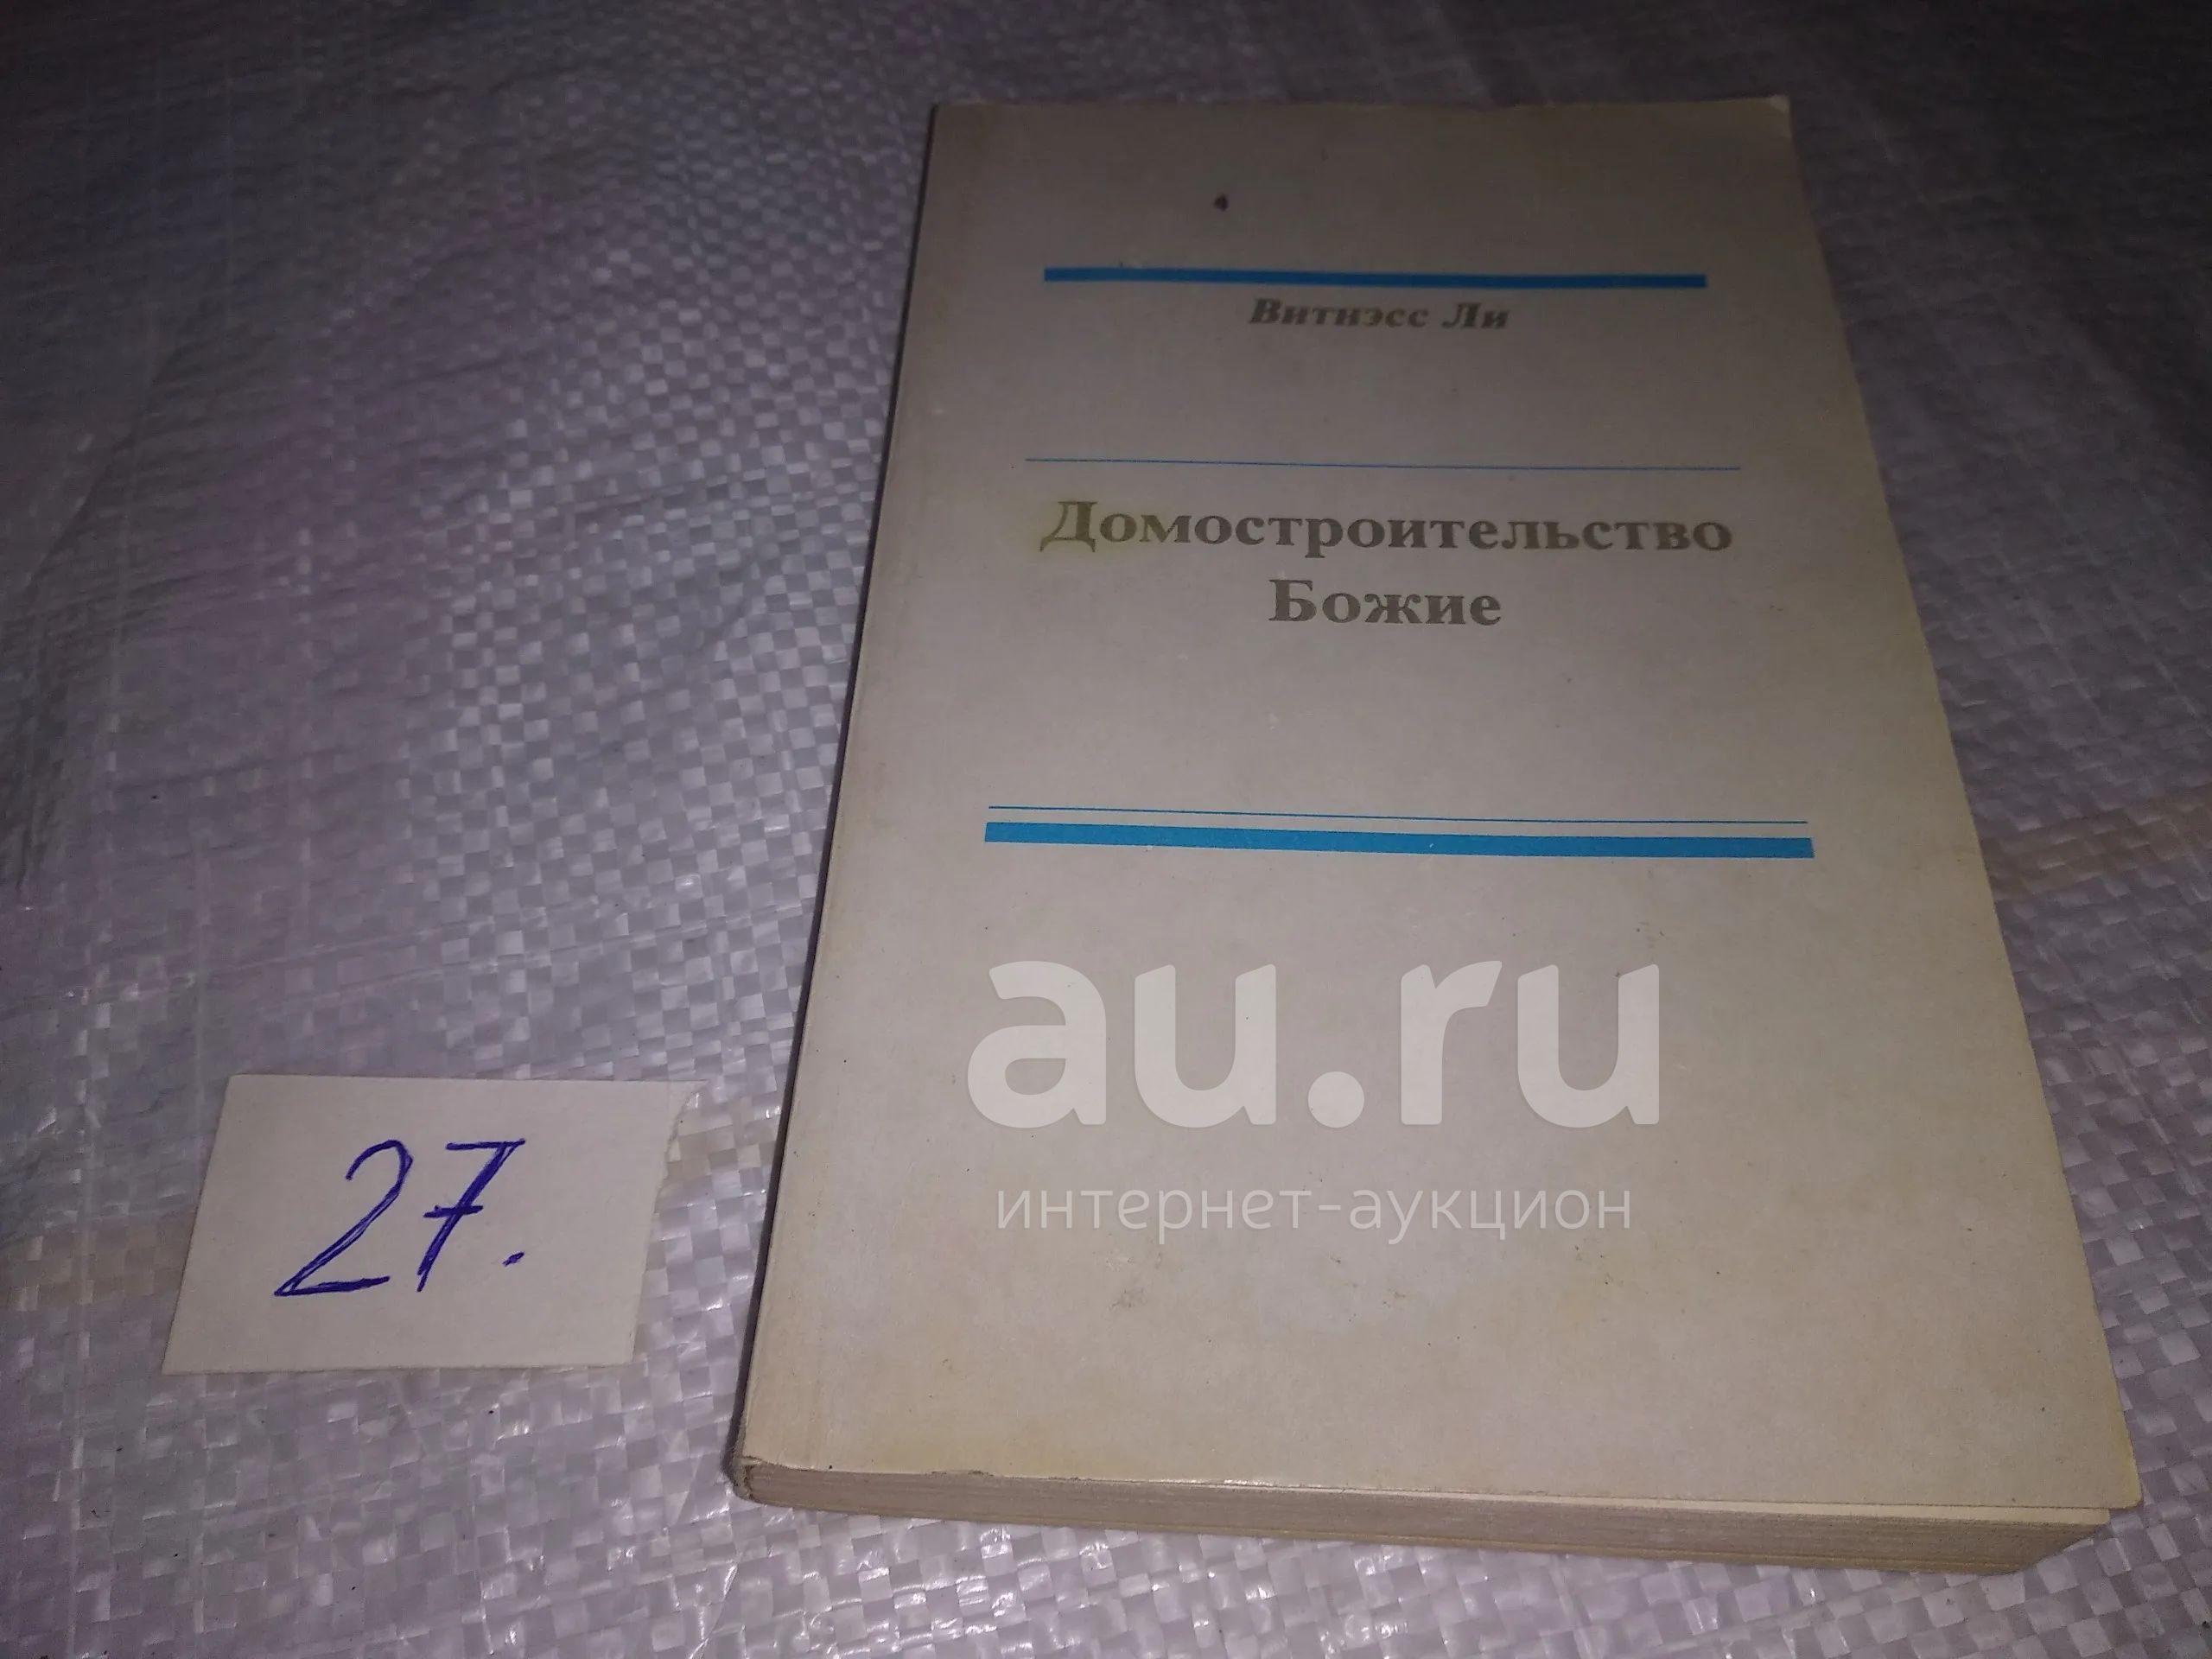 Витнэсс Ли
Домостроительство
Божие
au.ru
интернет-аукцион
27.